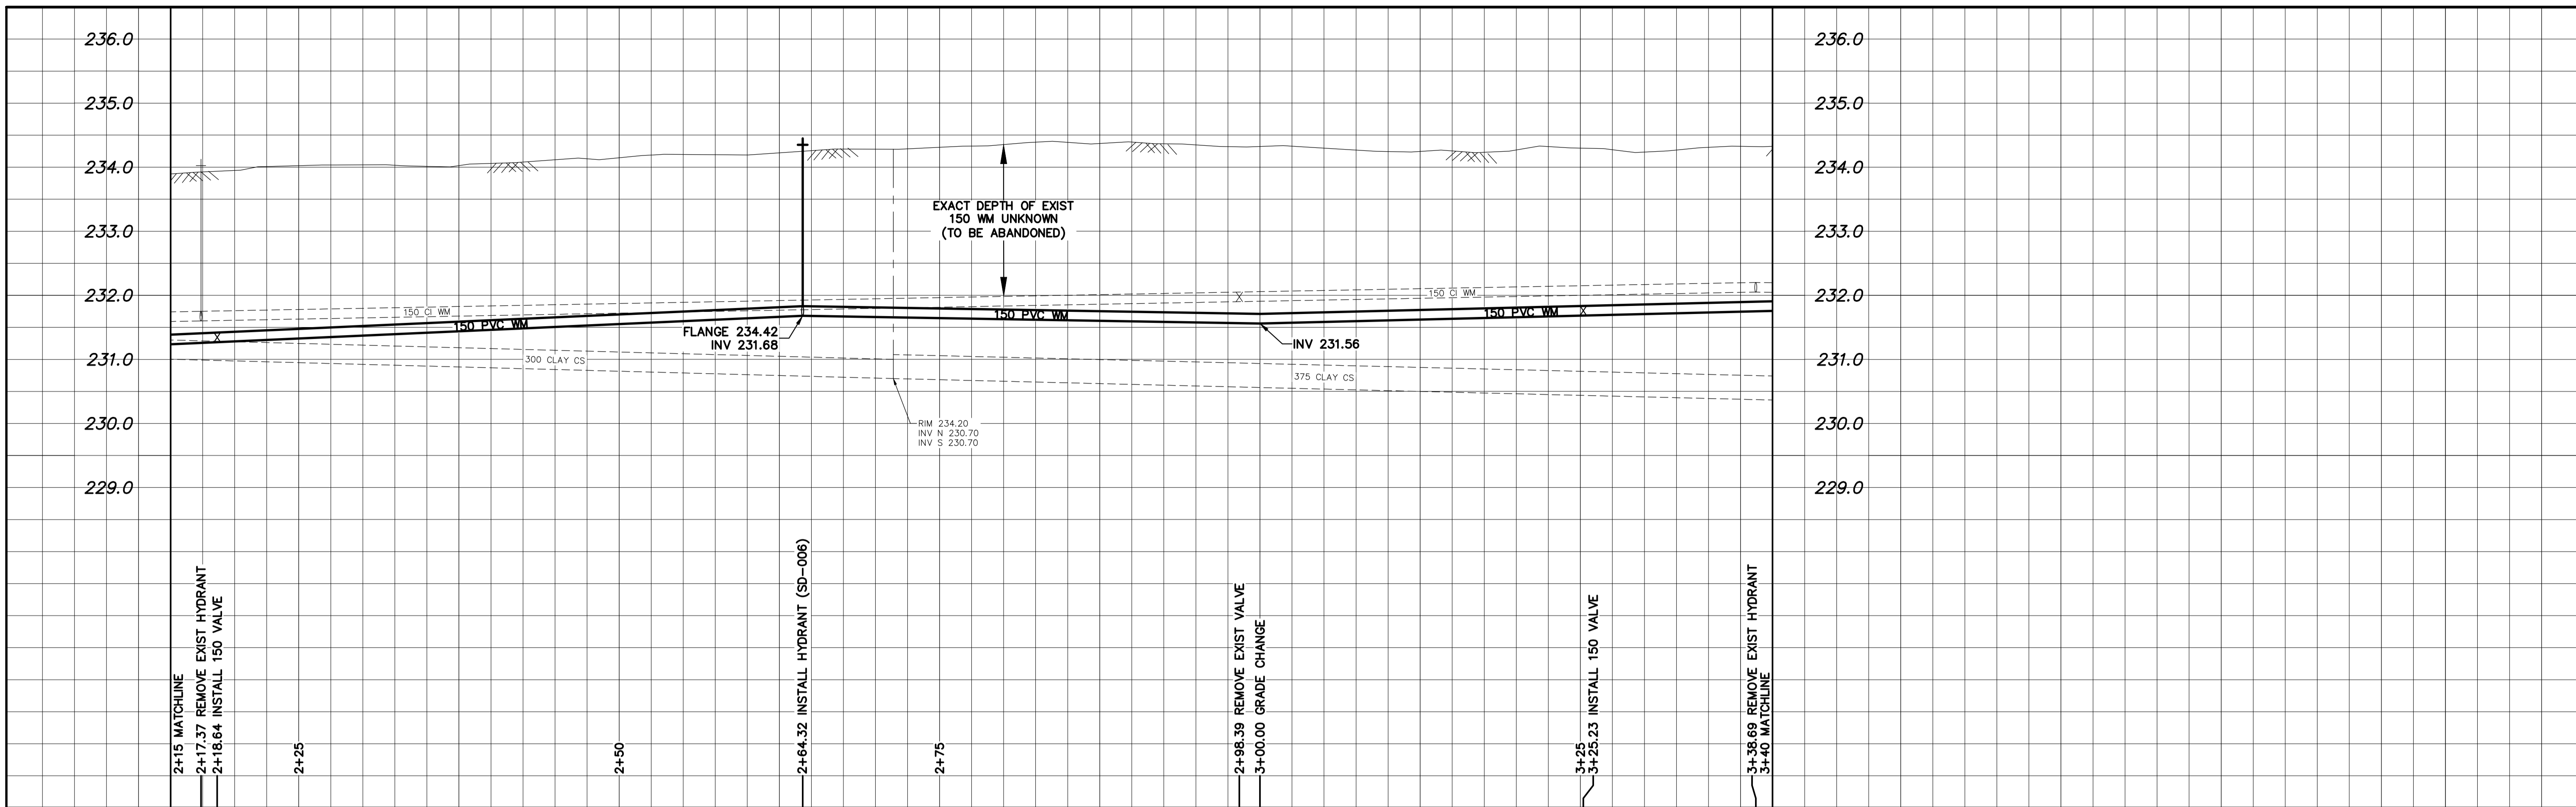 236.0
236.0
235.0
235.0
234.0
234.0
EXACT DEPTH OF EXIST
150 WM UNKNOWN
(TO BE ABANDONED)
233.0
233.0
232.0
232.0
150 CI WM
150 CI WM
150 PVC WM
150 PVC WM
150 PVC WM
FLANGE 234.42
INV 231.68
INV 231.56
231.0
231.0
300 CLAY CS
375 CLAY CS
230.0
230.0
RIM 234.20
INV N 230.70
INV S 230.70
229.0
229.0
2+15 MATCHLINE
2+17.37 REMOVE EXIST HYDRANT
2+18.64 INSTALL 150 VALVE
2+25
2+50
2+64.32 INSTALL HYDRANT (SD-006)
2+75
2+98.39 REMOVE EXIST VALVE
3+00.00 GRADE CHANGE
3+25
3+25.23 INSTALL 150 VALVE
3+38.69 REMOVE EXIST HYDRANT
3+40 MATCHLINE